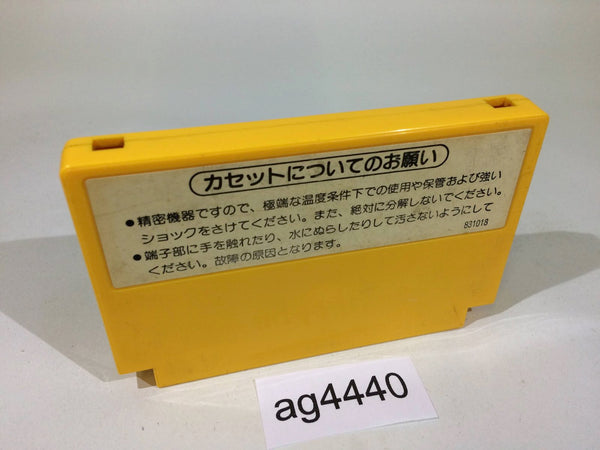 カセットについてのお願い
●精密機器ですので、極端な温度条件下での使用や保管および強い
ショックをさけてください。また、絶対に分解しないでください。
●端子部に手を触れたり、水にぬらしたりして汚さないようにして
ください。故障の原因となります。
831018
ag4440